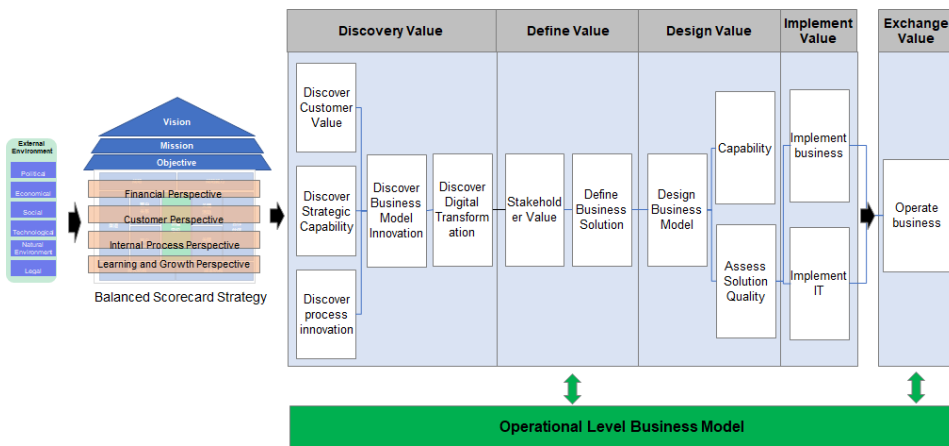 External
Environment
Political
Economical
Social
Technological
Natural
Environment
Legal
Vision
Mission
Objective
Financial Perspective
Customer Perspective
Internal Process Perspective
Learning and Growth Perspective
Balanced Scorecard Strategy
Discovery Value
Define Value
Design Value
Implement
Value
Exchange
Value
Discover
Customer
Value
Discover
Strategic
Capability
Discover
process
innovation
Discover
Business
Model
Innovation
Discover
Digital
Transform
ation
Stakehold
er Value
Define
Business
Solution
Design
Business
Model
Capability
Assess
Solution
Quality
Implement
business
Implement
IT
Operate
business
Operational Level Business Model